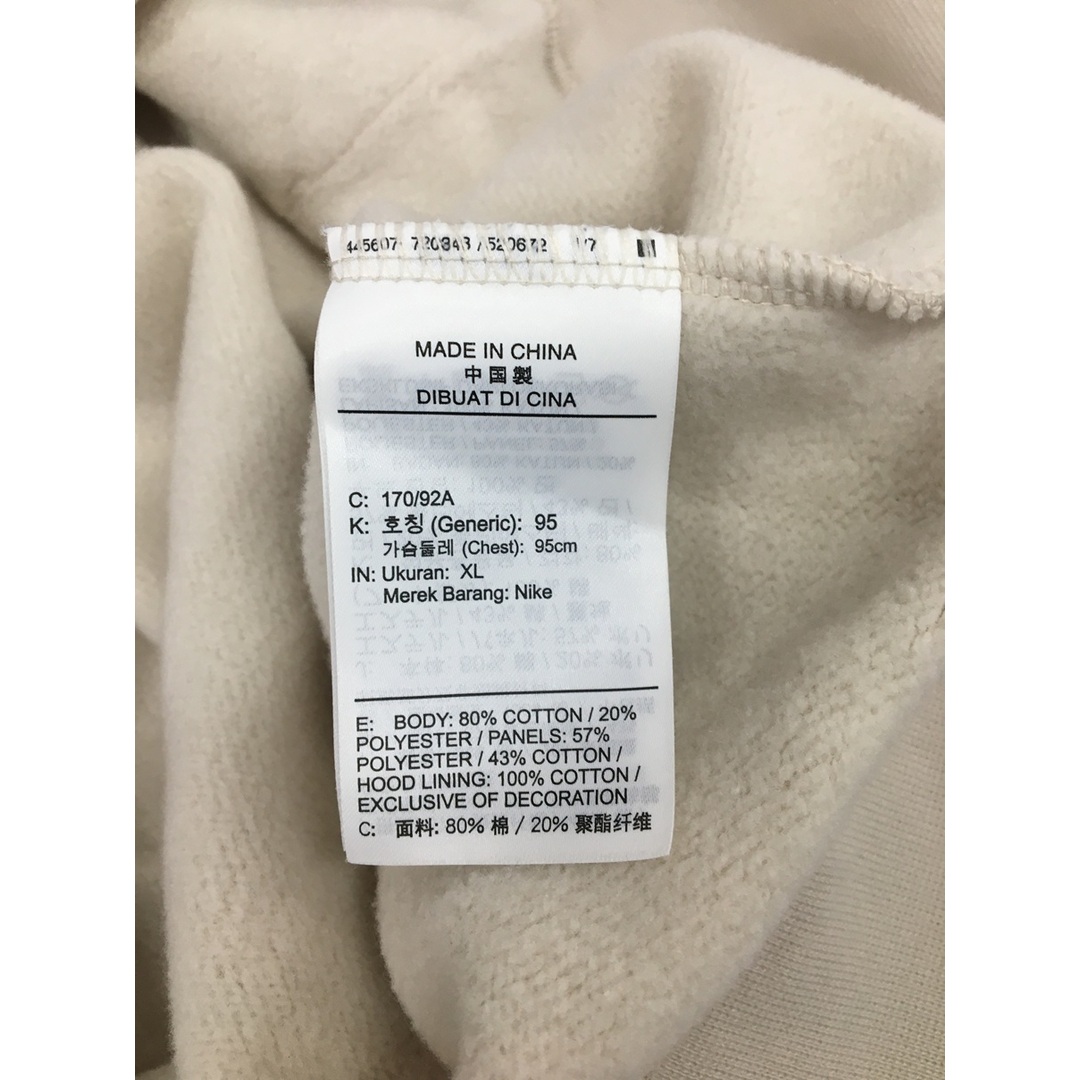 MADE IN CHINA
中国製
DIBUAT DI CINA
C: 170/92A
K: 호칭 (Generic): 95
가슴둘레 (Chest): 95cm
IN: Ukuran: XL
Merek Barang: Nike
E: BODY: 80% COTTON / 20%
POLYESTER / PANELS: 57%
POLYESTER / 43% COTTON /
HOOD LINING: 100% COTTON /
EXCLUSIVE OF DECORATION
C: 面料: 80% 棉 / 20% 聚酯纤维